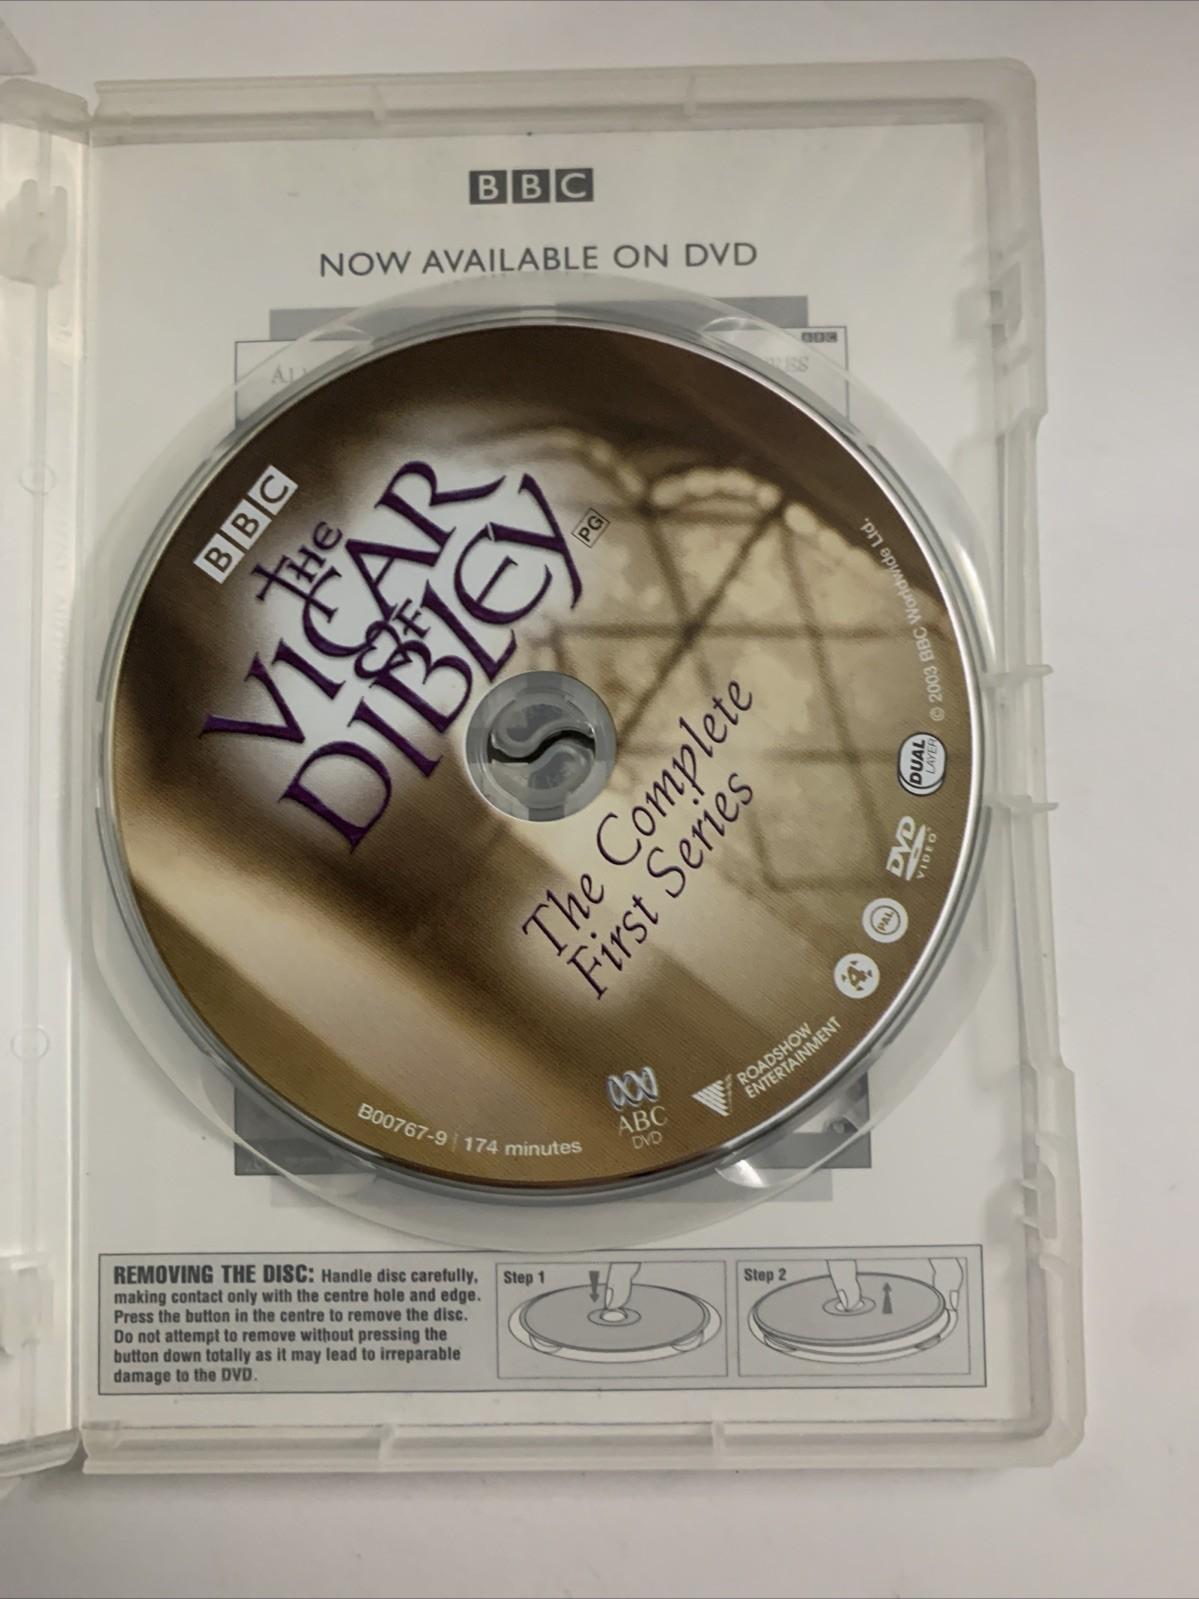 BBC
NOW AVAILABLE ON DVD
BBC
BBC
THE
VICAR
OF
DIBLEY
PG
The Complete
First Series
© 2003 BBC Worldwide Ltd.
DUAL
LAYER
DVD
VIDEO
PAL
4
ROADSHOW
ENTERTAINMENT
ABC
DVD
B00767-9 | 174 minutes
REMOVING THE DISC: Handle disc carefully,
making contact only with the centre hole and edge.
Press the button in the centre to remove the disc.
Do not attempt to remove without pressing the
button down totally as it may lead to irreparable
damage to the DVD.
Step 1
Step 2